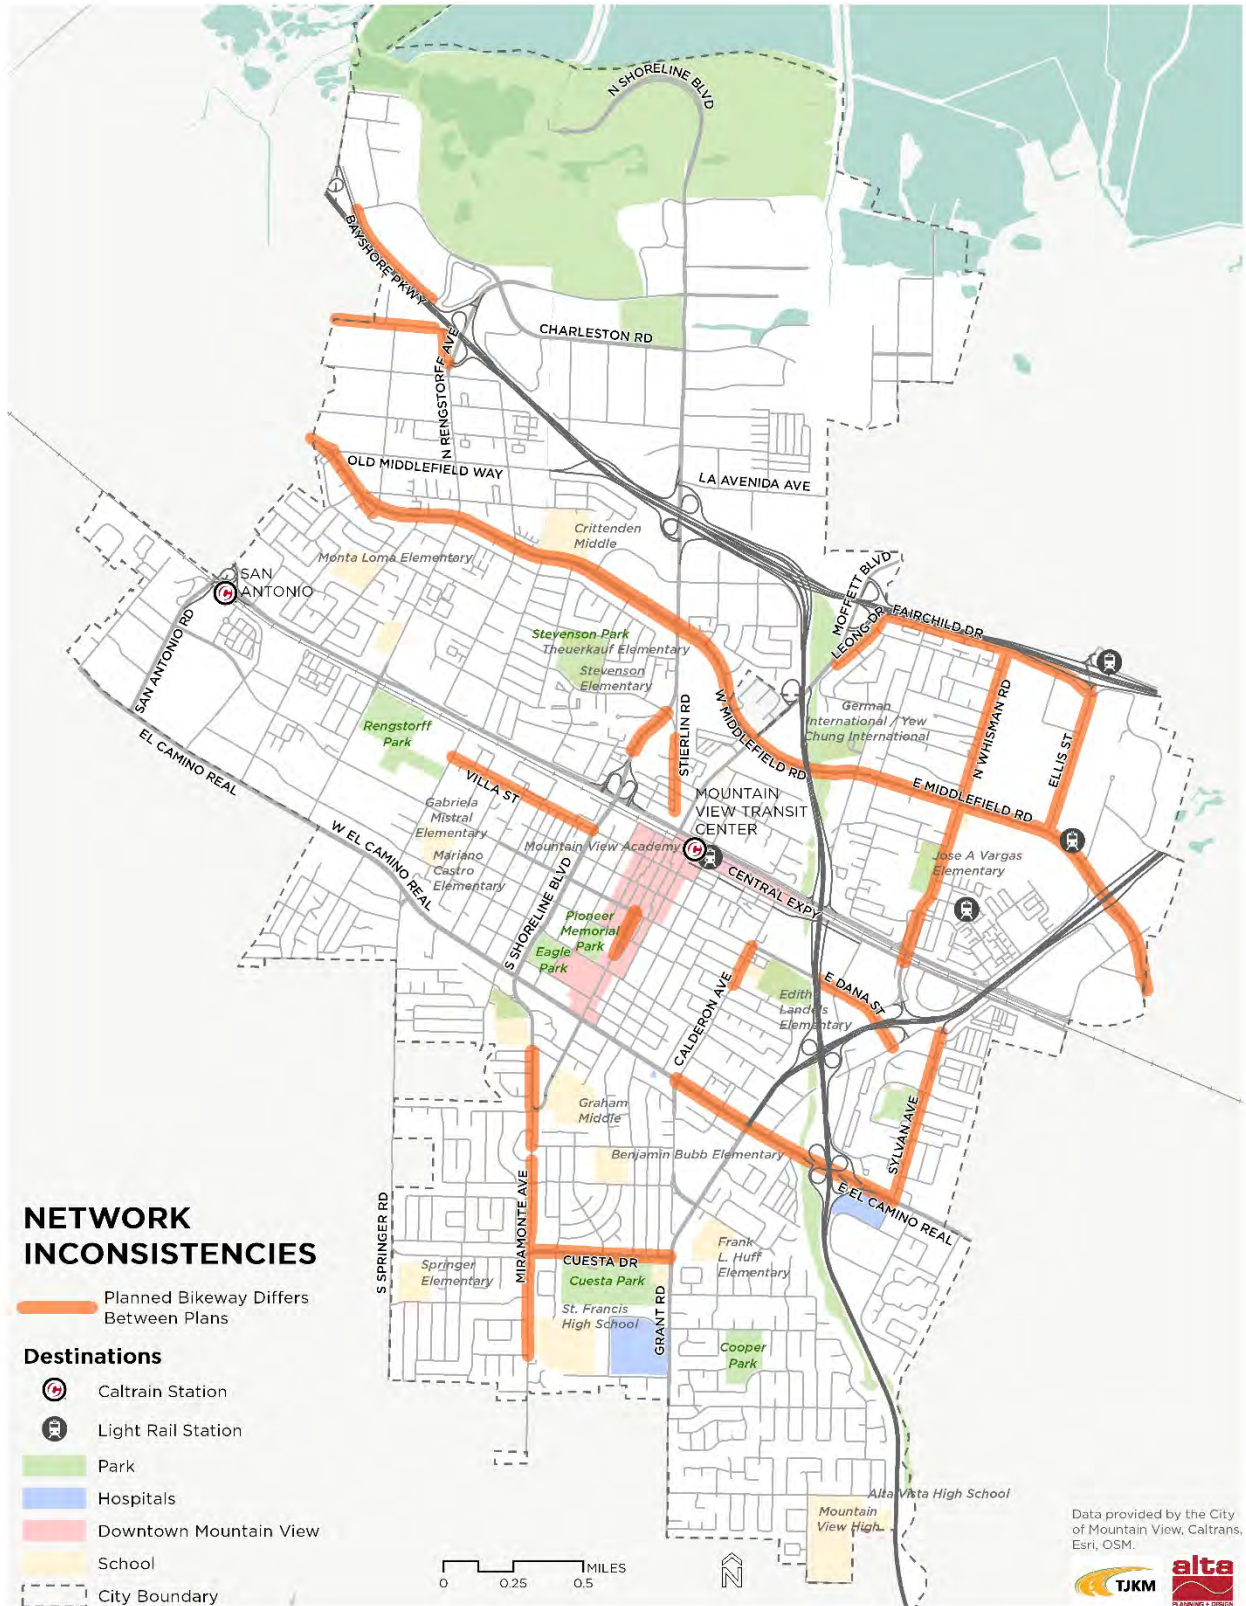 N SHORELINE BLVD
BAYSHORE PKWY
CHARLESTON RD
N RENGSTORFF AVE
OLD MIDDLEFIELD WAY
LA AVENIDA AVE
Crittenden
Middle
Monta Loma Elementary
SAN
ANTONIO
MOFFETT BLVD
LEONG DR
FAIRCHILD DR
SAN ANTONIO RD
Stevenson Park
Theuerkauf Elementary
Stevenson
Elementary
STIERLIN RD
W MIDDLEFIELD RD
German
International / Yew
Chung International
N WHISMAN RD
ELLIS ST
Rengstorff
Park
EL CAMINO REAL
VILLA ST
E MIDDLEFIELD RD
MOUNTAIN
VIEW TRANSIT
CENTER
Gabriela
Mistral
Elementary
W EL CAMINO REAL
Mountain View Academy
Mariano
Castro
Elementary
Jose A Vargas
Elementary
CENTRAL EXPY
S SHORELINE BLVD
Pioneer
Memorial
Park
Eagle
Park
CALDERON AVE
E DANA ST
Edith
Landels
Elementary
Graham
Middle
SYLVAN AVE
Benjamin Bubb Elementary
E EL CAMINO REAL
S SPRINGER RD
MIRAMONTE AVE
CUESTA DR
Frank
L. Huff
Elementary
Springer
Elementary
Cuesta Park
St. Francis
High School
GRANT RD
Cooper
Park
Alta Vista High School
Mountain
View High
NETWORK
INCONSISTENCIES
Planned Bikeway Differs
Between Plans
Destinations
C
Caltrain Station
Light Rail Station
Park
Hospitals
Downtown Mountain View
School
City Boundary
MILES
0 0.25 0.5
N
Data provided by the City
of Mountain View, Caltrans,
Esri, OSM.
TJKM
alta
PLANNING + DESIGN